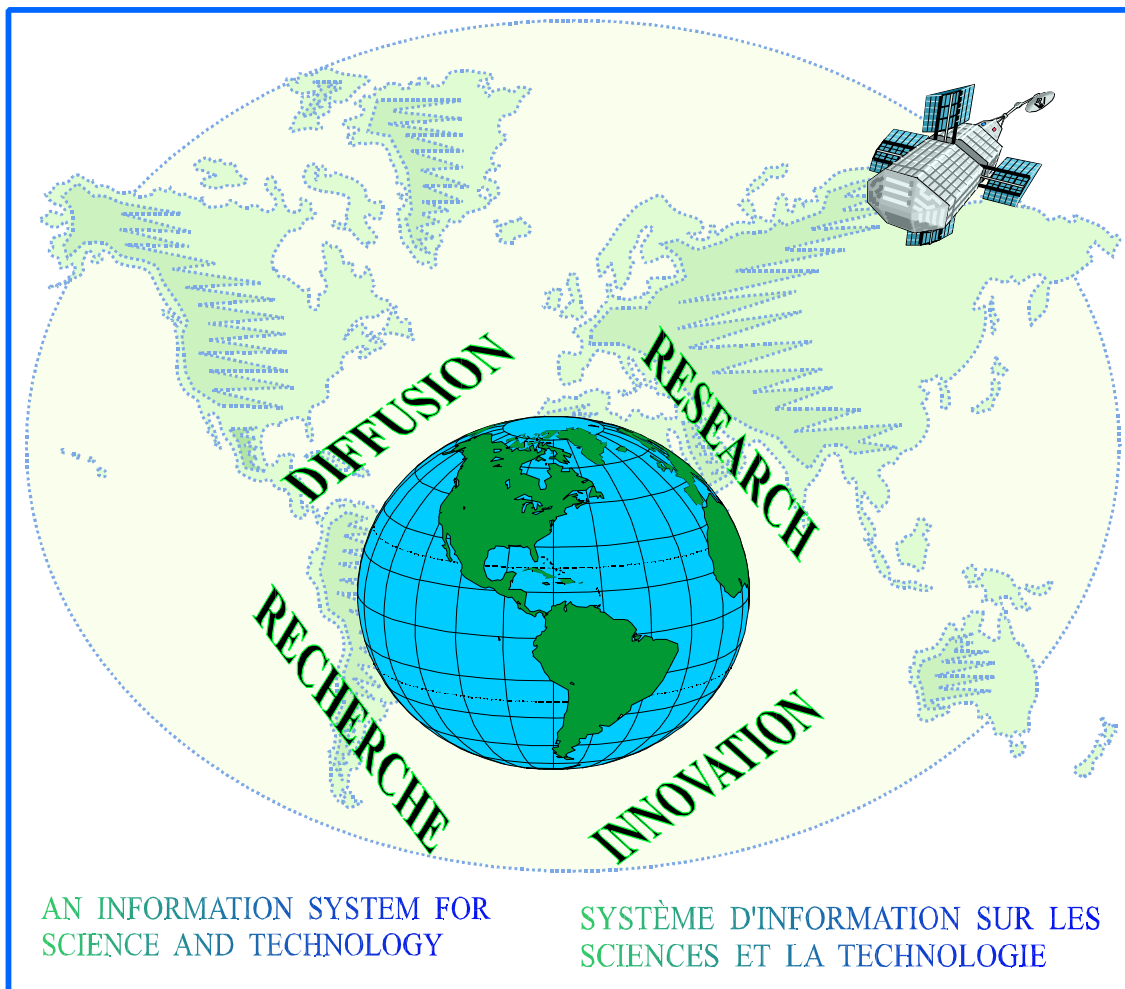 DIFFUSION
RESEARCH
RECHERCHE
INNOVATION
AN INFORMATION SYSTEM FOR
SCIENCE AND TECHNOLOGY
SYSTÈME D'INFORMATION SUR LES
SCIENCES ET LA TECHNOLOGIE